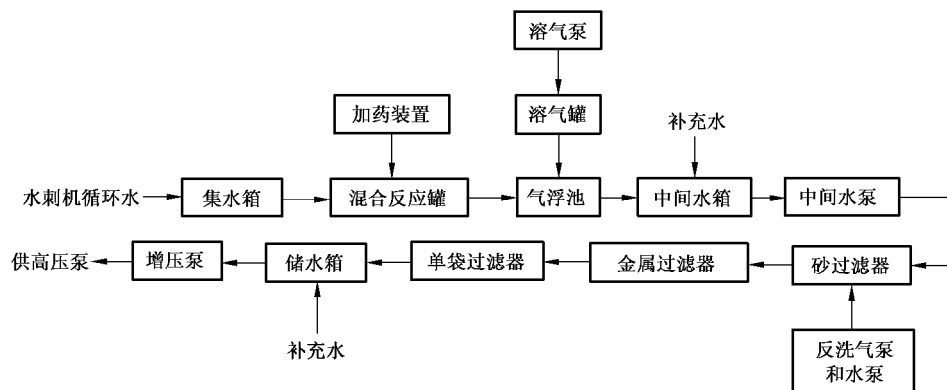 溶气泵
加药装置
溶气罐
补充水
水刺机循环水
集水箱
混合反应罐
气浮池
中间水箱
中间水泵
供高压泵
增压泵
储水箱
单袋过滤器
金属过滤器
砂过滤器
补充水
反洗气泵
和水泵